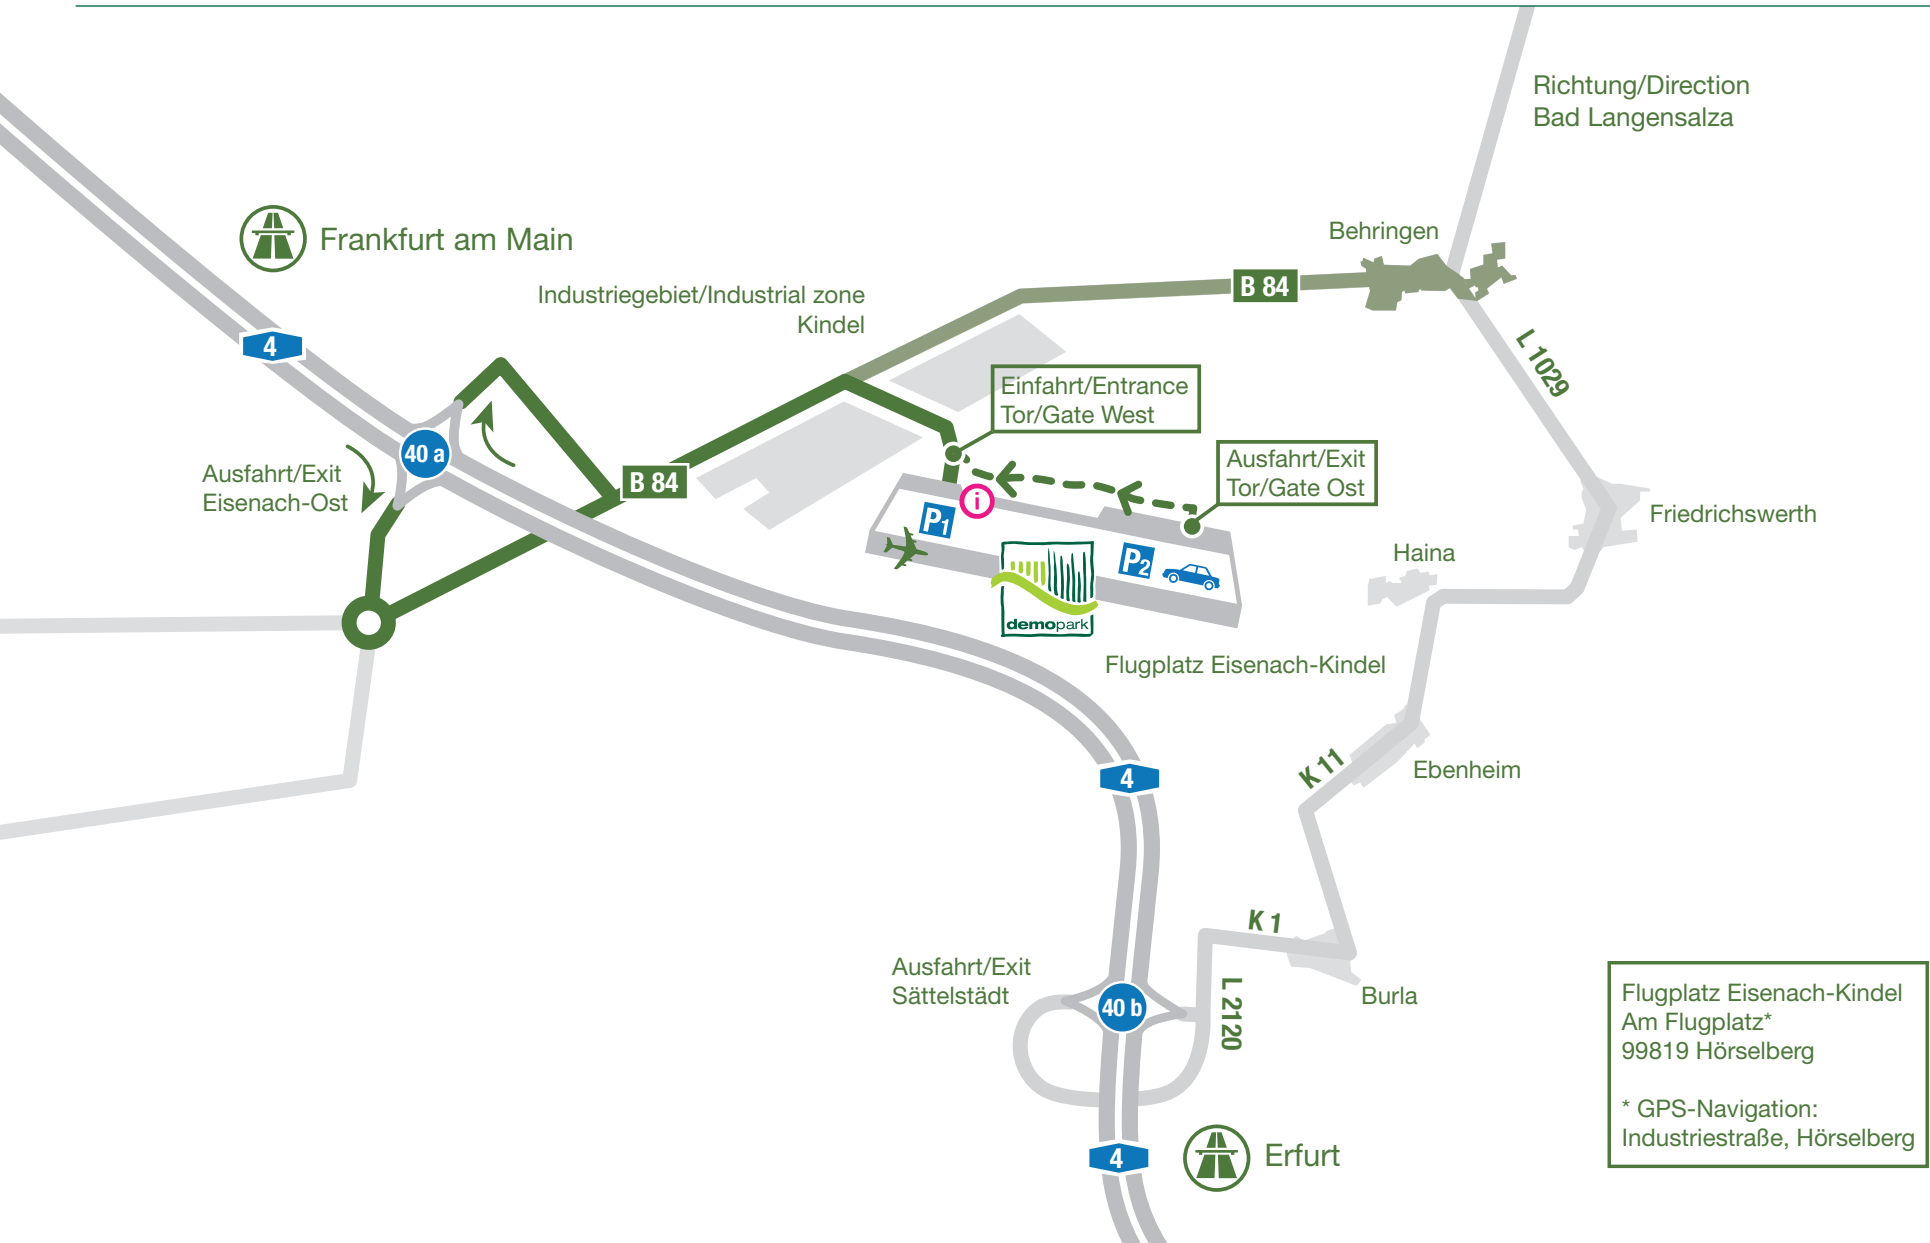 Richtung/Direction
Bad Langensalza
Behringen
Frankfurt am Main
B 84
Industriegebiet/Industrial zone
Kindel
4
L 1029
Einfahrt/Entrance
Tor/Gate West
40 a
Ausfahrt/Exit
Eisenach-Ost
B 84
Ausfahrt/Exit
Tor/Gate Ost
i
P1
P2
Friedrichswerth
Haina
demopark
Flugplatz Eisenach-Kindel
K 11
Ebenheim
4
K 1
Ausfahrt/Exit
Sättelstädt
40 b
L 2120
Burla
Flugplatz Eisenach-Kindel
Am Flugplatz*
99819 Hörselberg
* GPS-Navigation:
Industriestraße, Hörselberg
4
Erfurt